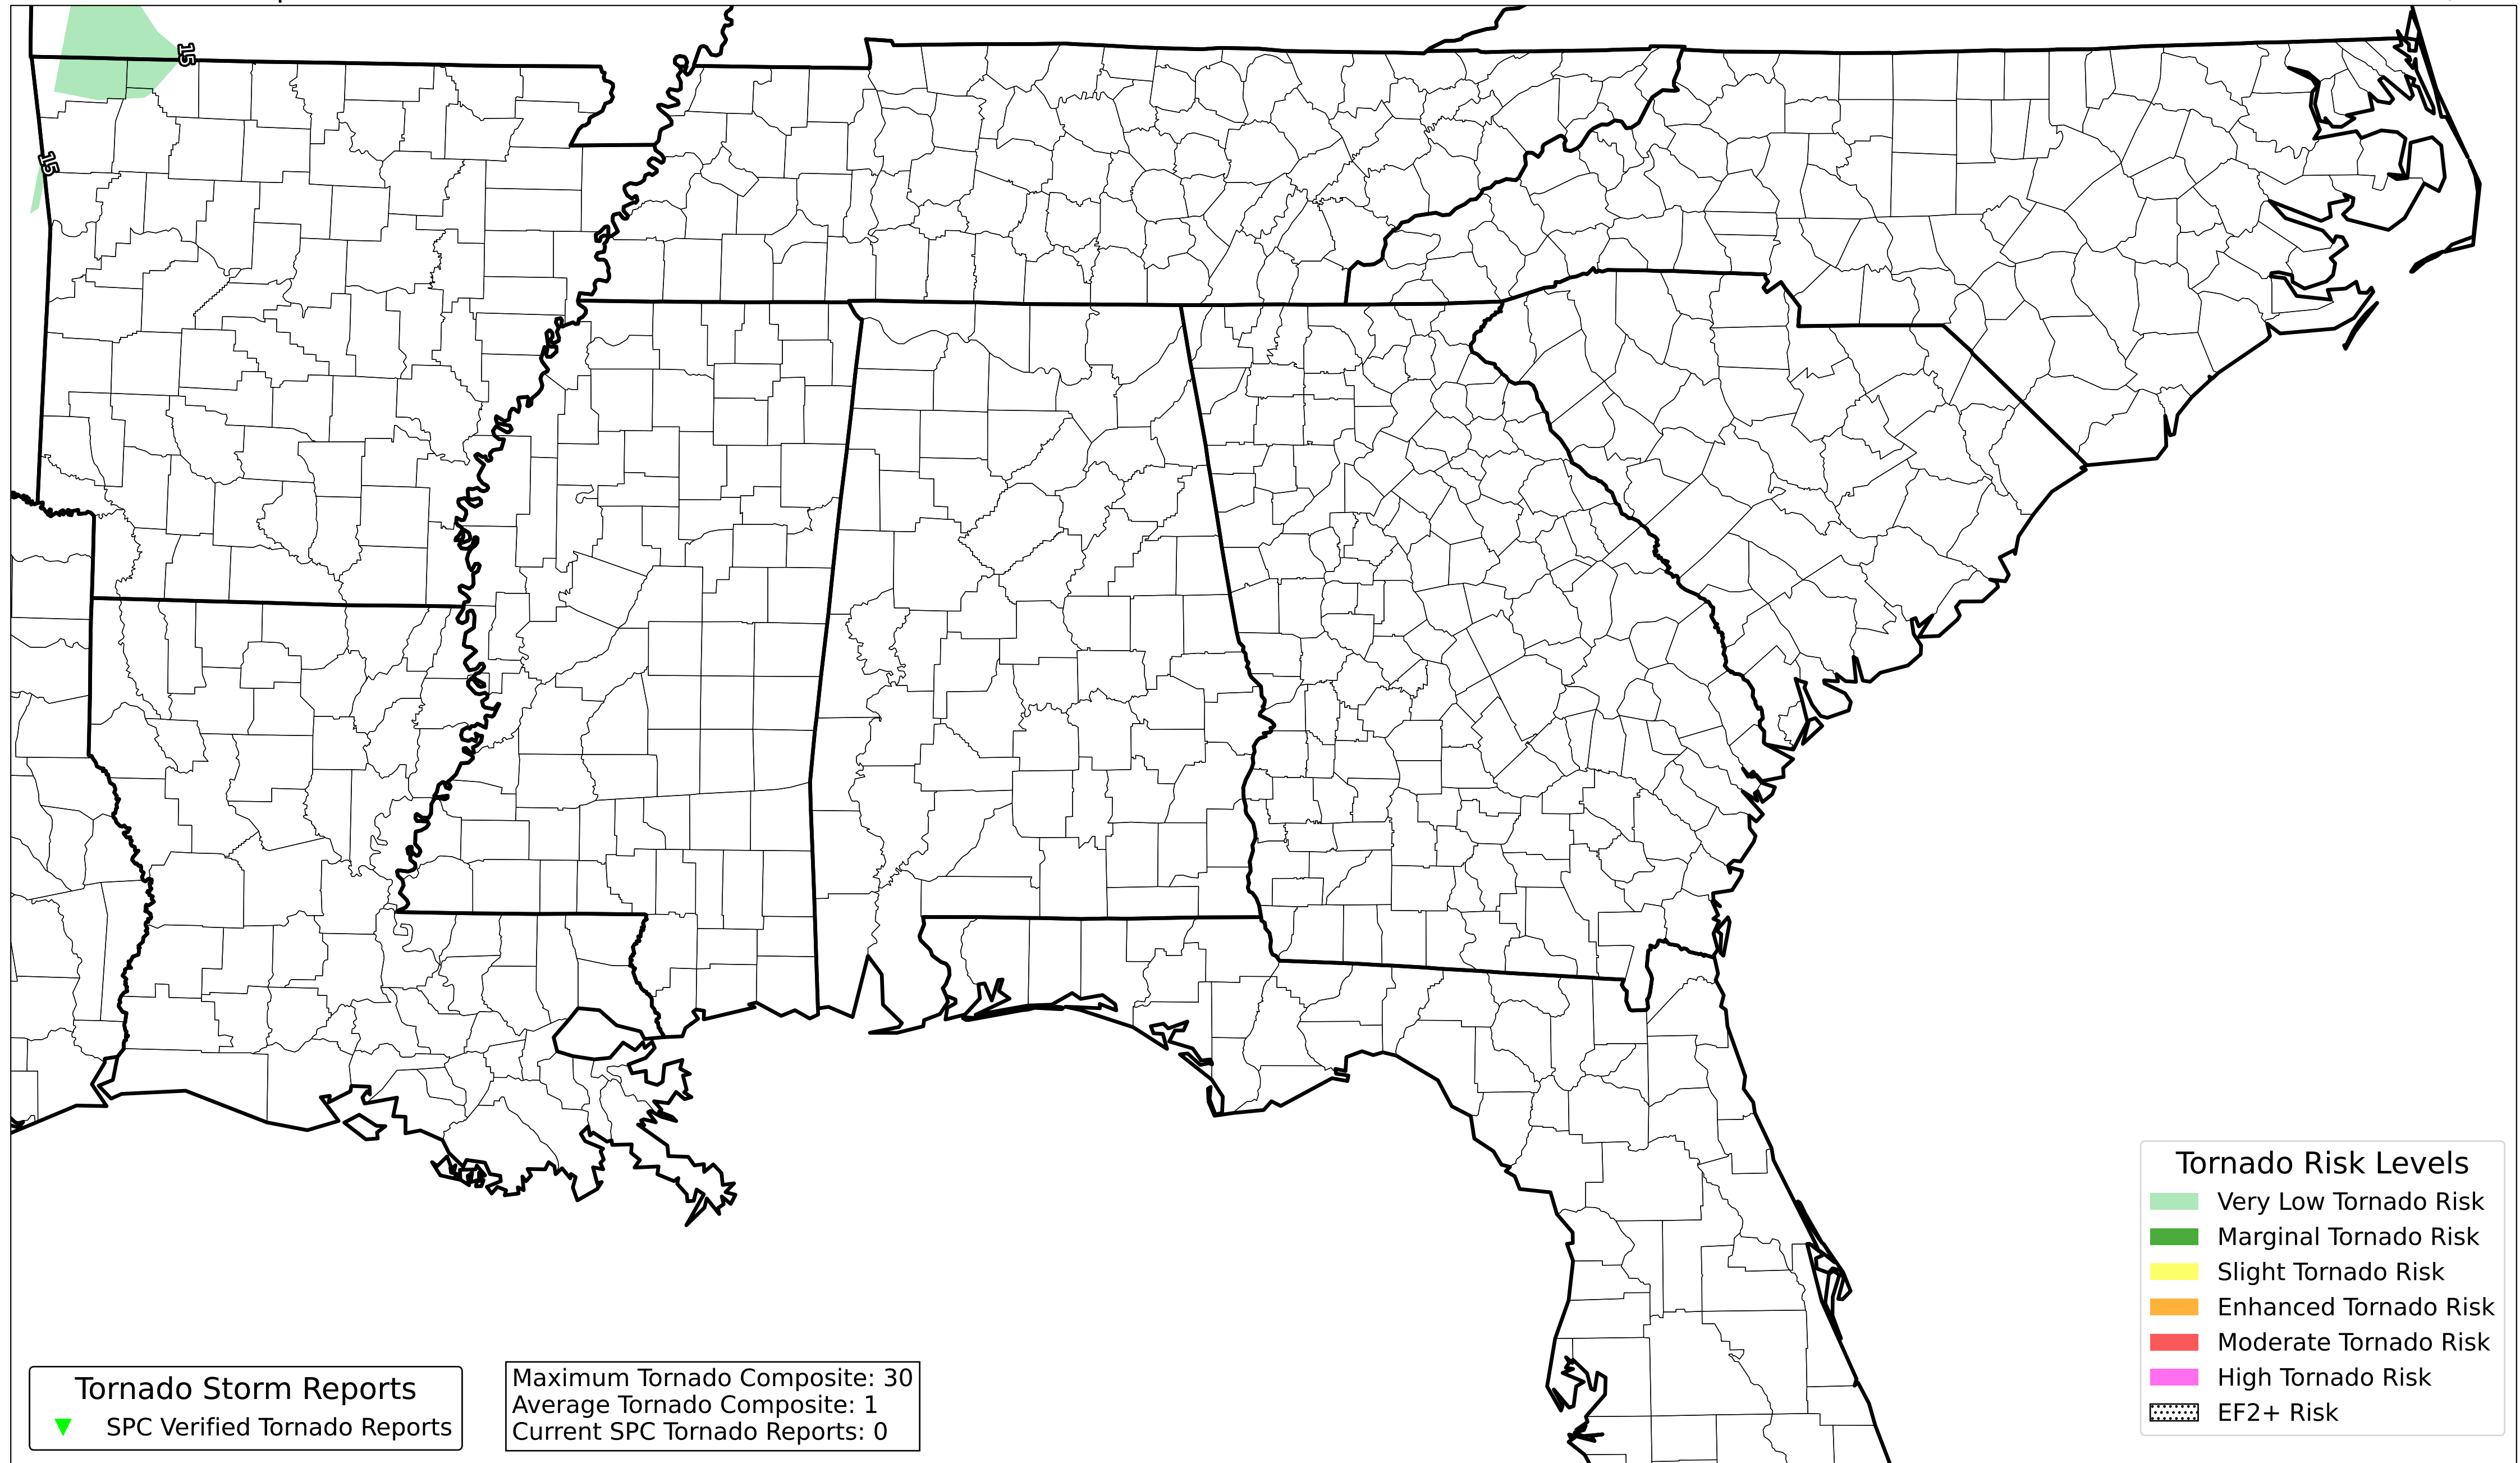 15
15
Tornado Risk Levels
Very Low Tornado Risk
Marginal Tornado Risk
Slight Tornado Risk
Enhanced Tornado Risk
Moderate Tornado Risk
High Tornado Risk
EF2+ Risk
Tornado Storm Reports
SPC Verified Tornado Reports
Maximum Tornado Composite: 30
Average Tornado Composite: 1
Current SPC Tornado Reports: 0